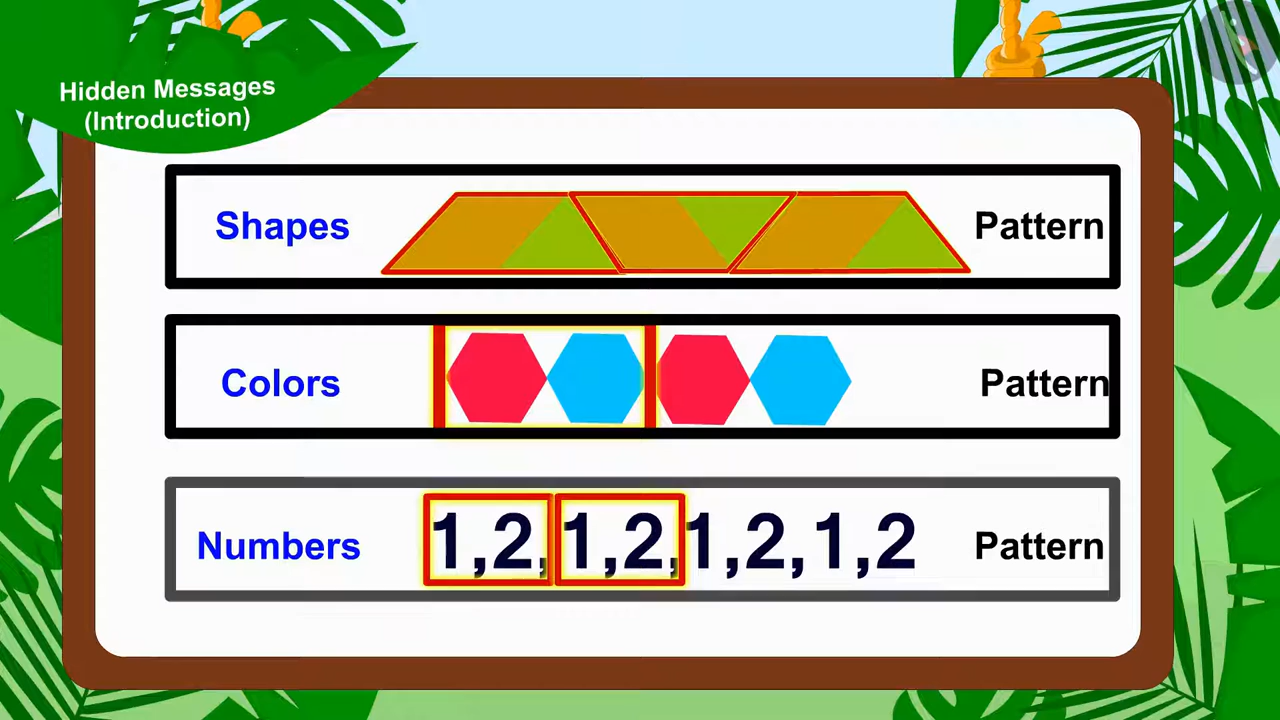 Hidden Messages
(Introduction)
Shapes Pattern
Colors Pattern
Numbers 1,2, 1,2, 1,2, 1,2 Pattern